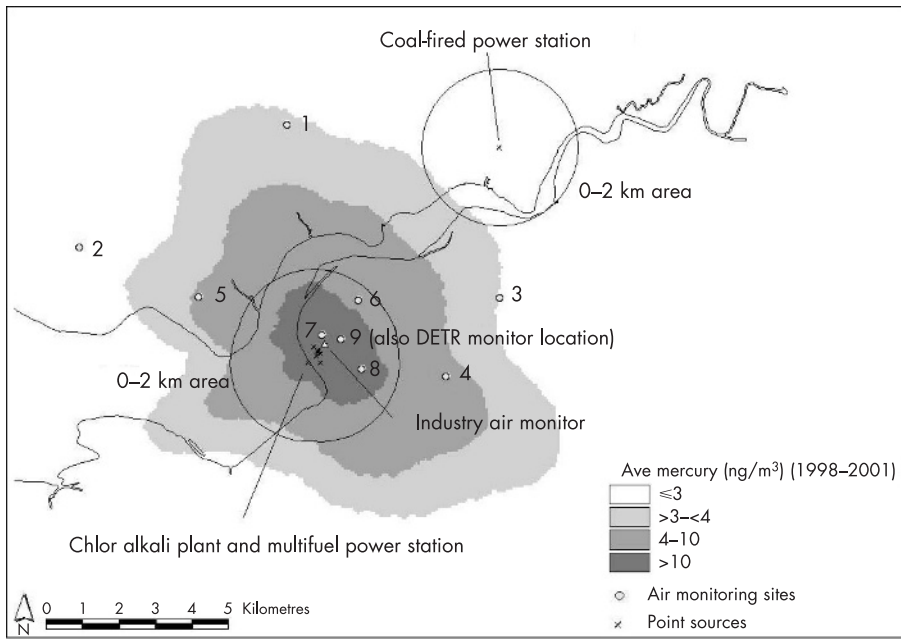 Coal-fired power station
1
0–2 km area
2
5
6
3
7
9 (also DETR monitor location)
8
4
0–2 km area
Industry air monitor
Chlor alkali plant and multifuel power station
Ave mercury (ng/m³) (1998–2001)
≤3
>3–<4
4–10
>10
Air monitoring sites
Point sources
N
0 1 2 3 4 5 Kilometres